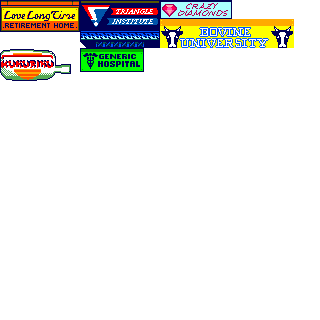 Love Long Time
RETIREMENT HOME
TRIANGLE
INSTITUTE
CRAZY
DIAMONDS
BOVINE
UNIVERSITY
GENERIC
HOSPITAL